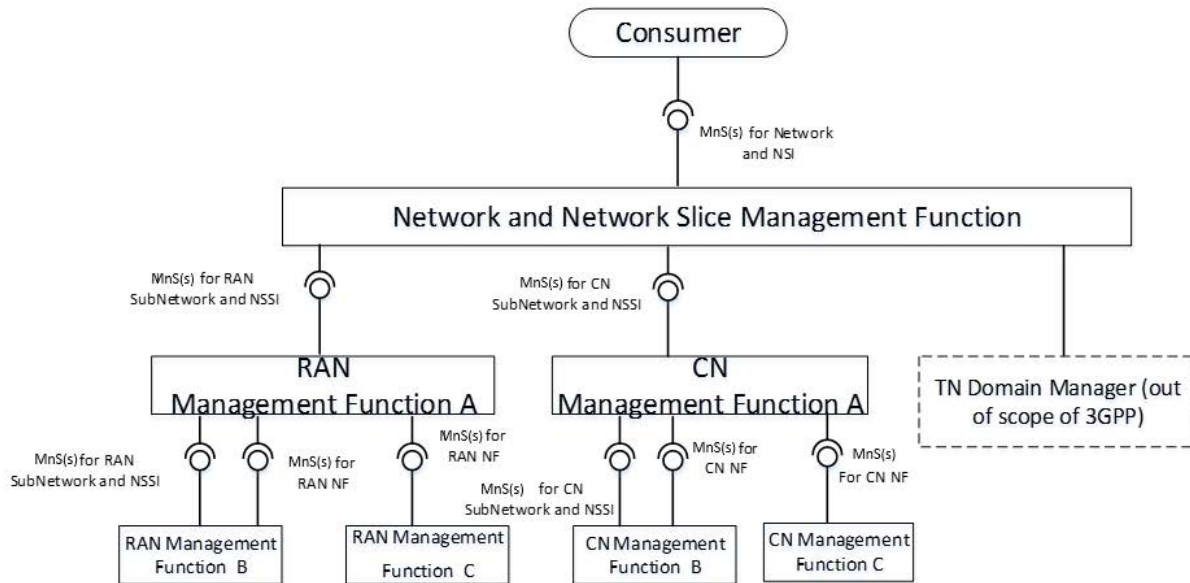 Consumer
MnS(s) for Network
and NSI
Network and Network Slice Management Function
MnS(s) for RAN
SubNetwork and NSSI
MnS(s) for CN
SubNetwork and NSSI
RAN
Management Function A
CN
Management Function A
TN Domain Manager (out
of scope of 3GPP)
MnS(s) for RAN
SubNetwork and NSSI
MnS(s) for
RAN NF
MnS(s) for
RAN NF
MnS(s) for CN
SubNetwork and NSSI
MnS(s) for
CN NF
MnS(s)
For CN NF
RAN Management
Function B
RAN Management
Function C
CN Management
Function B
CN Management
Function C